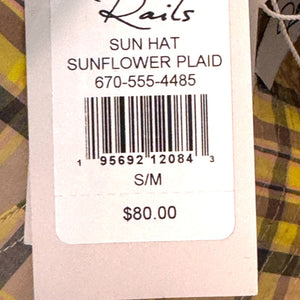 Rails
SUN HAT
SUNFLOWER PLAID
670-555-4485
1 95692 12084 3
S/M
$80.00